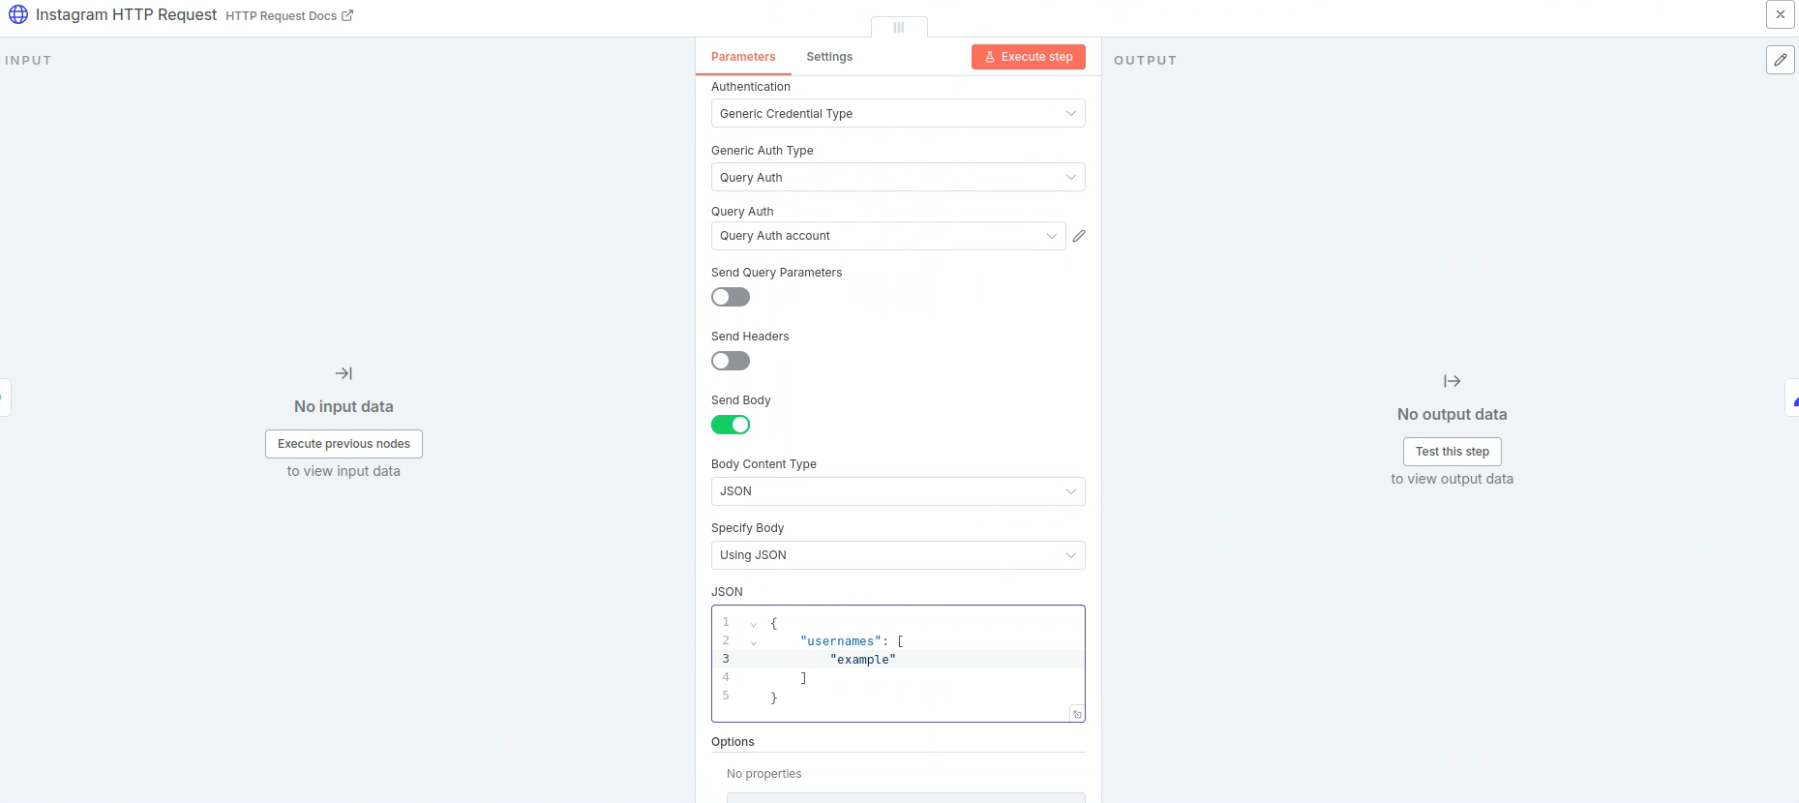 Instagram HTTP Request HTTP Request Docs
INPUT
No input data
Execute previous nodes
to view input data
Parameters Settings Execute step
Authentication
Generic Credential Type
Generic Auth Type
Query Auth
Query Auth
Query Auth account
Send Query Parameters
Send Headers
Send Body
Body Content Type
JSON
Specify Body
Using JSON
JSON
1 {
2 "usernames": [
3 "example"
4 ]
5 }
Options
No properties
OUTPUT
No output data
Test this step
to view output data